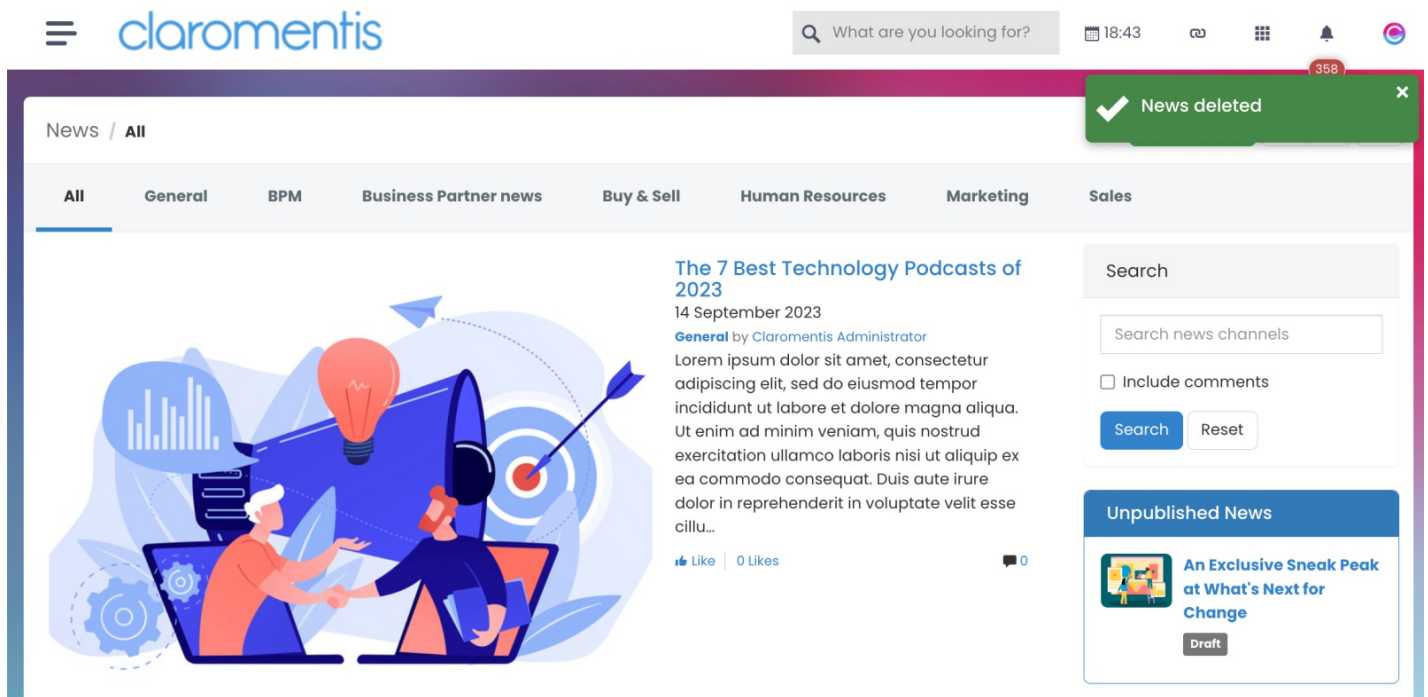 claromentis
What are you looking for?
18:43
358
News deleted
×
News / All
All General BPM Business Partner news Buy & Sell Human Resources Marketing Sales
The 7 Best Technology Podcasts of
2023
14 September 2023
General by Claromentis Administrator
Lorem ipsum dolor sit amet, consectetur
adipiscing elit, sed do eiusmod tempor
incididunt ut labore et dolore magna aliqua.
Ut enim ad minim veniam, quis nostrud
exercitation ullamco laboris nisi ut aliquip ex
ea commodo consequat. Duis aute irure
dolor in reprehenderit in voluptate velit esse
cillu...
Like 0 Likes 0
Search
Search news channels
Include comments
Search Reset
Unpublished News
An Exclusive Sneak Peak
at What's Next for
Change
Draft